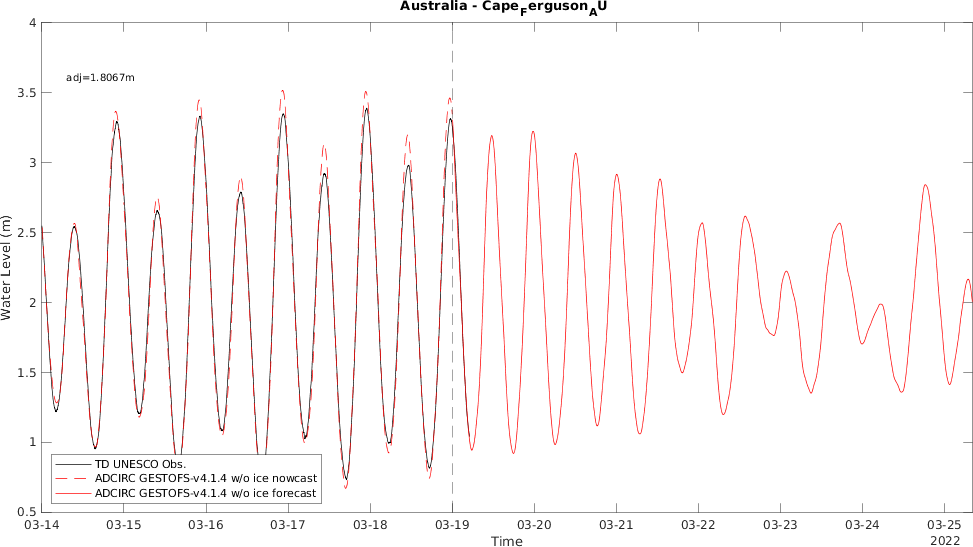 Australia - CapeFergusonAU
4
adj=1.8067m
3.5
3
2.5
Water Level (m)
2
1.5
1
TD UNESCO Obs.
ADCIRC GESTOFS-v4.1.4 w/o ice nowcast
ADCIRC GESTOFS-v4.1.4 w/o ice forecast
0.5
03-14 03-15 03-16 03-17 03-18 03-19 03-20 03-21 03-22 03-23 03-24 03-25
Time 2022